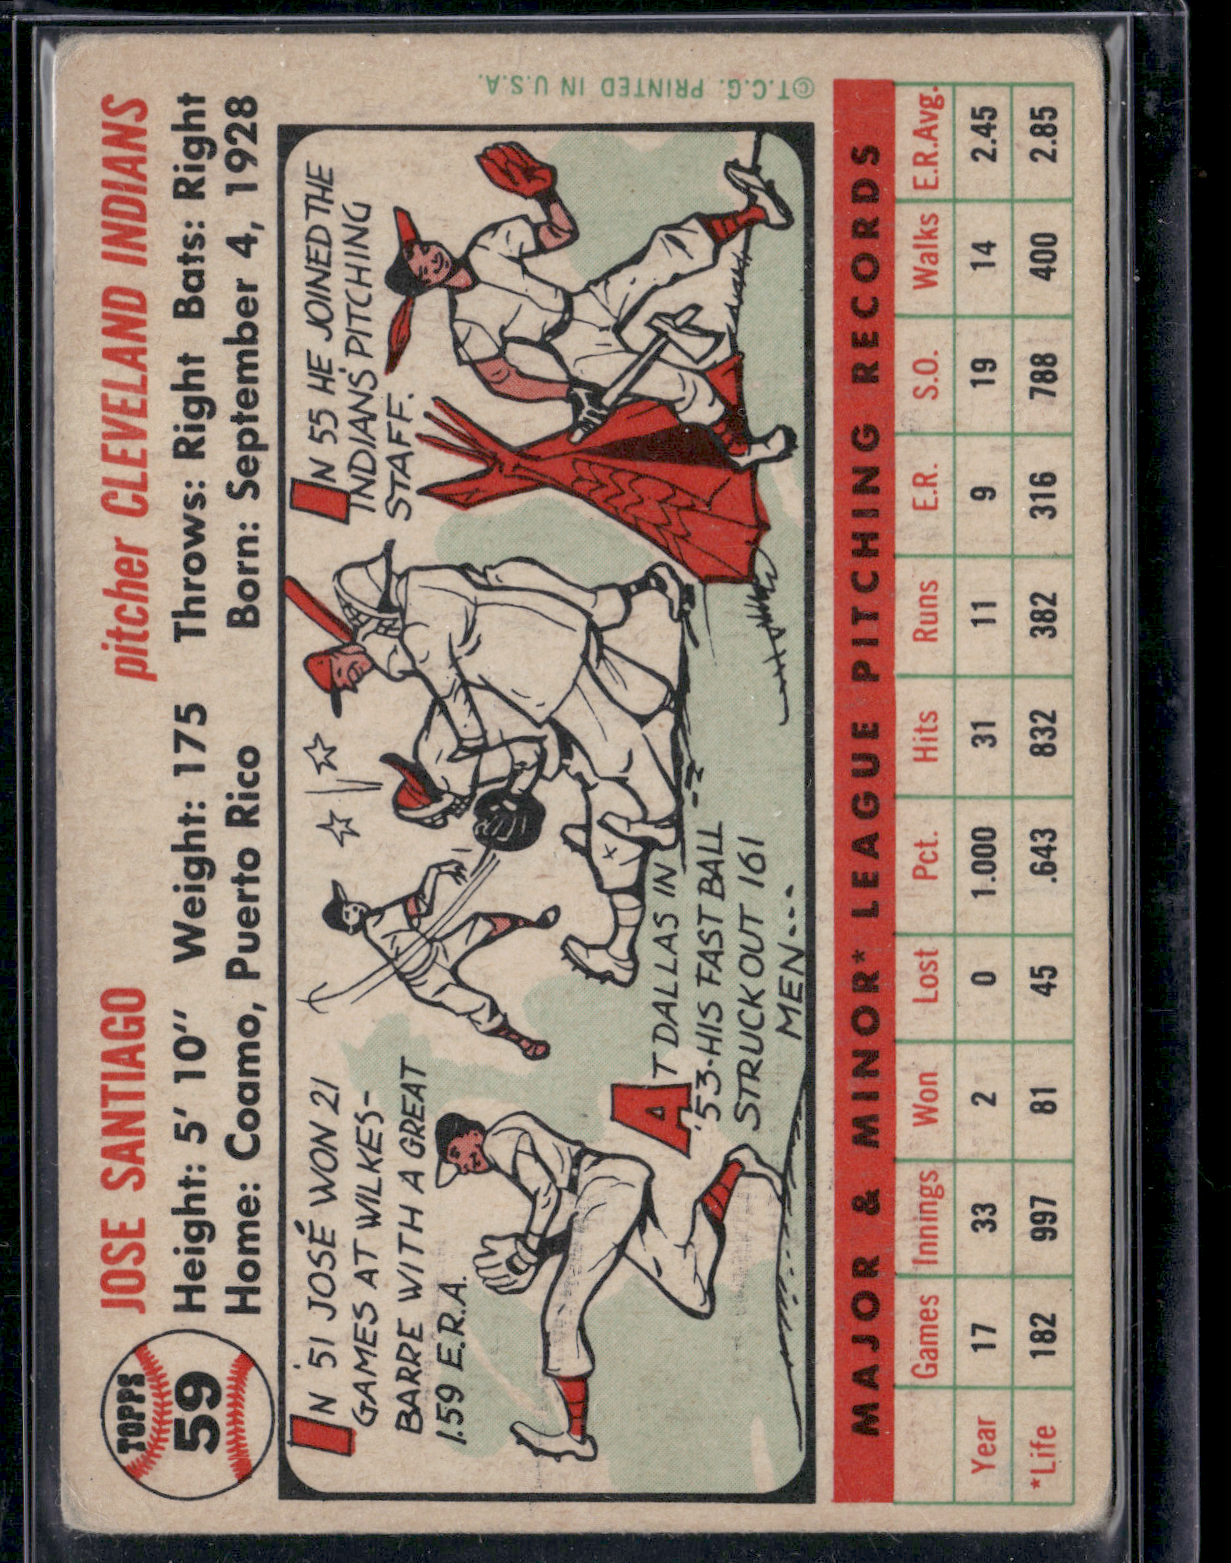 TOPPS
59
JOSE SANTIAGO pitcher CLEVELAND INDIANS
Height: 5' 10" Weight: 175 Throws: Right Bats: Right
Home: Coamo, Puerto Rico Born: September 4, 1928
IN '51 JOSÉ WON 21
GAMES AT WILKES-
BARRE WITH A GREAT
1.59 E.R.A.
AT DALLAS IN
'53-HIS FAST BALL
STRUCK OUT 161
MEN...
IN '55 HE JOINED THE
INDIANS' PITCHING
STAFF.
©T.C.G. PRINTED IN U.S.A.
MAJOR & MINOR* LEAGUE PITCHING RECORDS
Games Innings Won Lost Pct. Hits Runs E.R. S.O. Walks E.R.Avg.
Year 17 33 2 0 1.000 31 11 9 19 14 2.45
*Life 182 997 81 45 .643 832 382 316 788 400 2.85